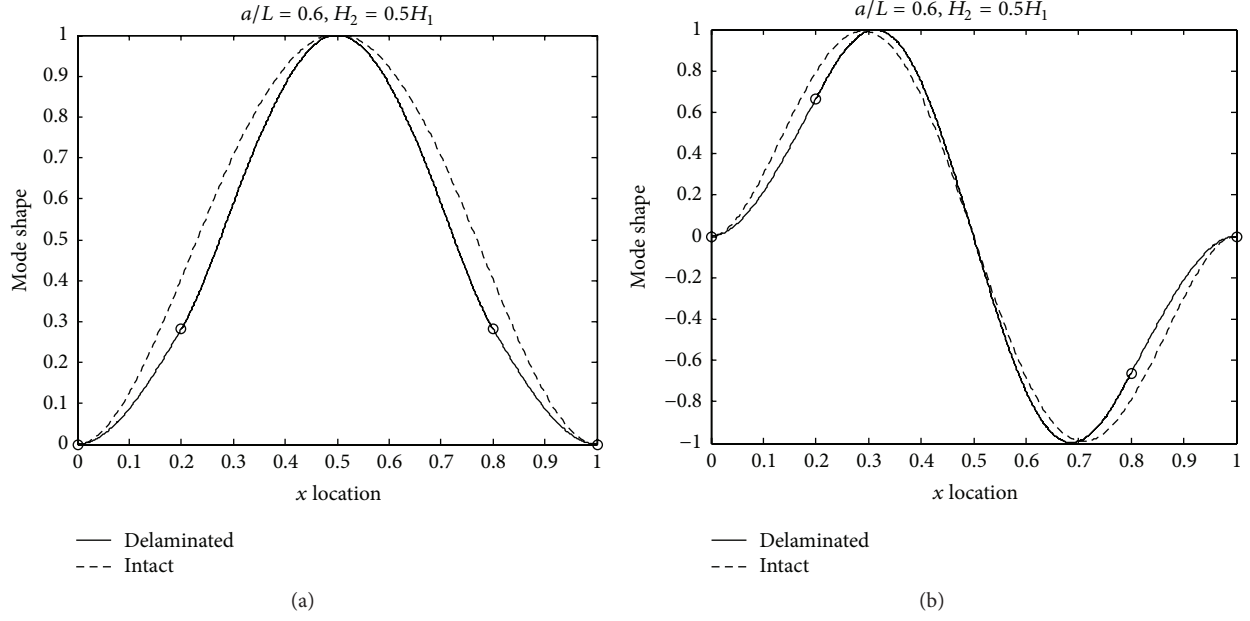 a/L = 0.6, H₂ = 0.5H₁
1
0.9
0.8
0.7
0.6
0.5
0.4
0.3
0.2
0.1
0
Mode shape
0 0.1 0.2 0.3 0.4 0.5 0.6 0.7 0.8 0.9 1
x location
Delaminated
Intact
(a)
a/L = 0.6, H₂ = 0.5H₁
1
0.8
0.6
0.4
0.2
0
−0.2
−0.4
−0.6
−0.8
−1
Mode shape
0 0.1 0.2 0.3 0.4 0.5 0.6 0.7 0.8 0.9 1
x location
Delaminated
Intact
(b)